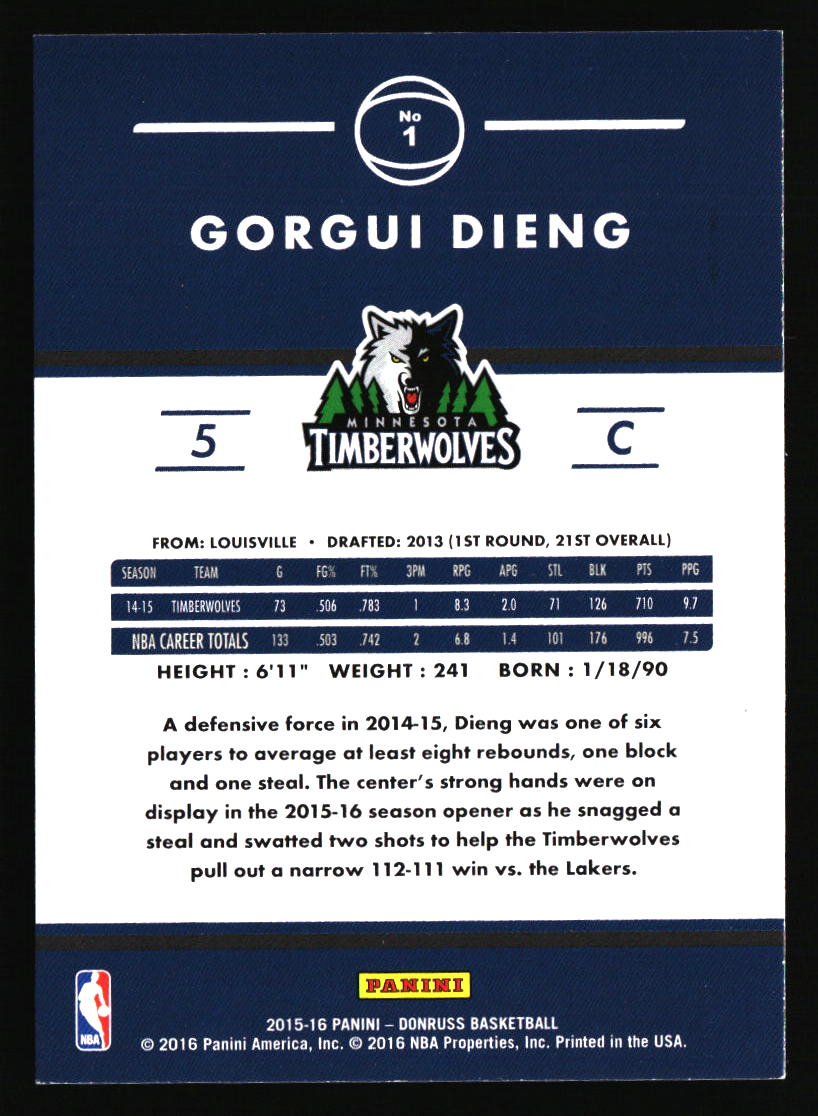 No
1
GORGUI DIENG
MINNESOTA
TIMBERWOLVES
5
C
FROM: LOUISVILLE • DRAFTED: 2013 (1ST ROUND, 21ST OVERALL)
SEASON TEAM G FG% FT% 3PM RPG APG STL BLK PTS PPG
14-15 TIMBERWOLVES 73 .506 .783 1 8.3 2.0 71 126 710 9.7
NBA CAREER TOTALS 133 .503 .742 2 6.8 1.4 101 176 996 7.5
HEIGHT : 6'11" WEIGHT : 241 BORN : 1/18/90
A defensive force in 2014-15, Dieng was one of six
players to average at least eight rebounds, one block
and one steal. The center's strong hands were on
display in the 2015-16 season opener as he snagged a
steal and swatted two shots to help the Timberwolves
pull out a narrow 112-111 win vs. the Lakers.
PANINI
NBA
2015-16 PANINI – DONRUSS BASKETBALL
© 2016 Panini America, Inc. © 2016 NBA Properties, Inc. Printed in the USA.